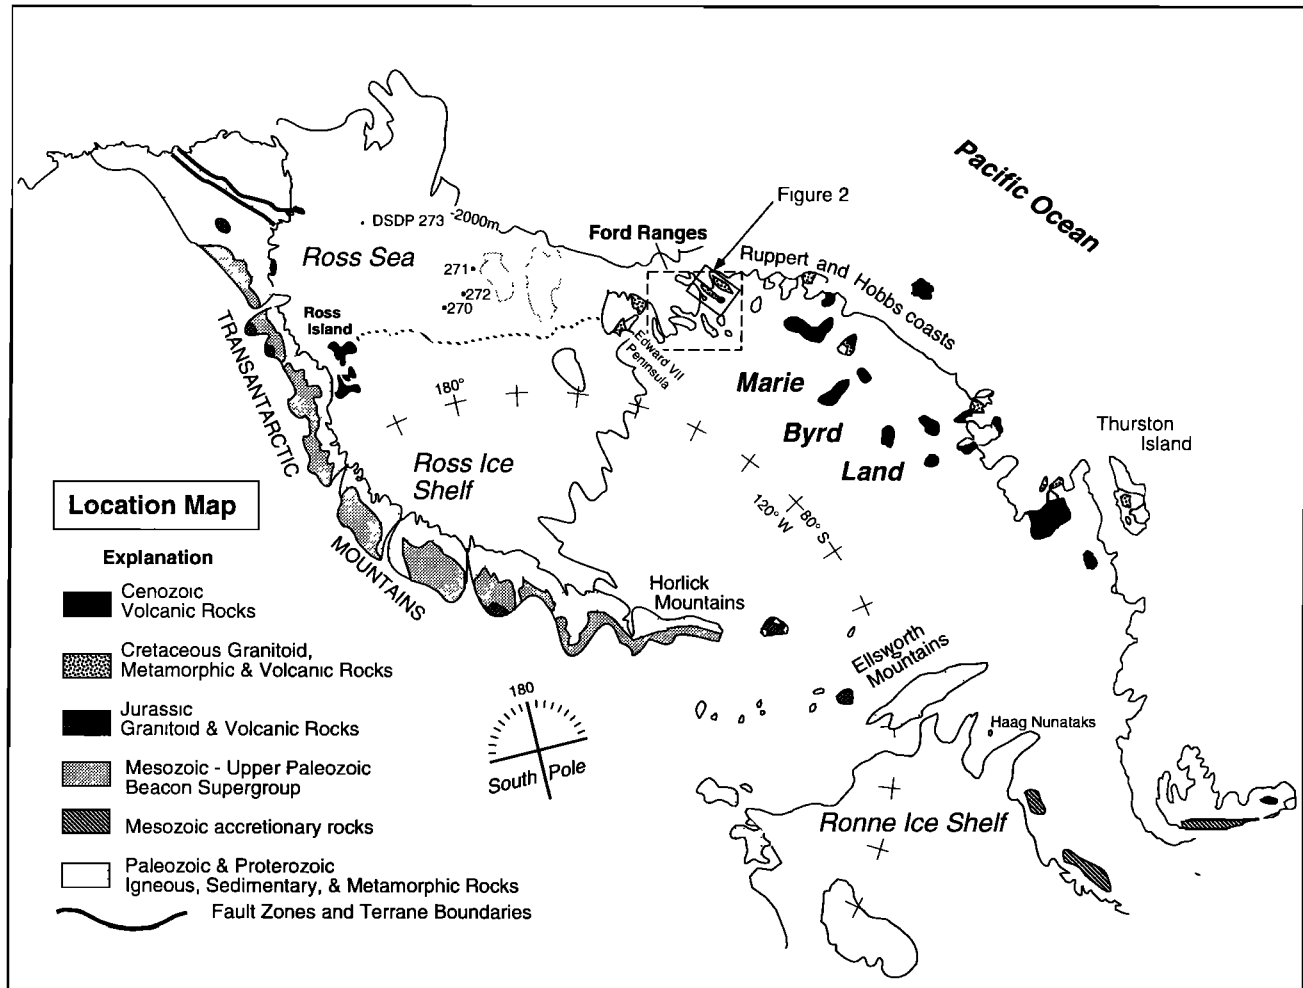 Pacific Ocean
Figure 2
DSDP 273
-2000m
Ford Ranges
Ross Sea
Ruppert and Hobbs coasts
271
272
270
Ross
Island
Edward VII
Peninsula
TRANSANTARCTIC
MOUNTAINS
180°
Marie
Byrd
Land
Thurston
Island
Ross Ice
Shelf
120° W
80° S
Location Map
Explanation
Cenozoic
Volcanic Rocks
Cretaceous Granitoid,
Metamorphic & Volcanic Rocks
Jurassic
Granitoid & Volcanic Rocks
Mesozoic - Upper Paleozoic
Beacon Supergroup
Mesozoic accretionary rocks
Paleozoic & Proterozoic
Igneous, Sedimentary, & Metamorphic Rocks
Fault Zones and Terrane Boundaries
Horlick
Mountains
Ellsworth
Mountains
180
South Pole
Haag Nunataks
Ronne Ice Shelf